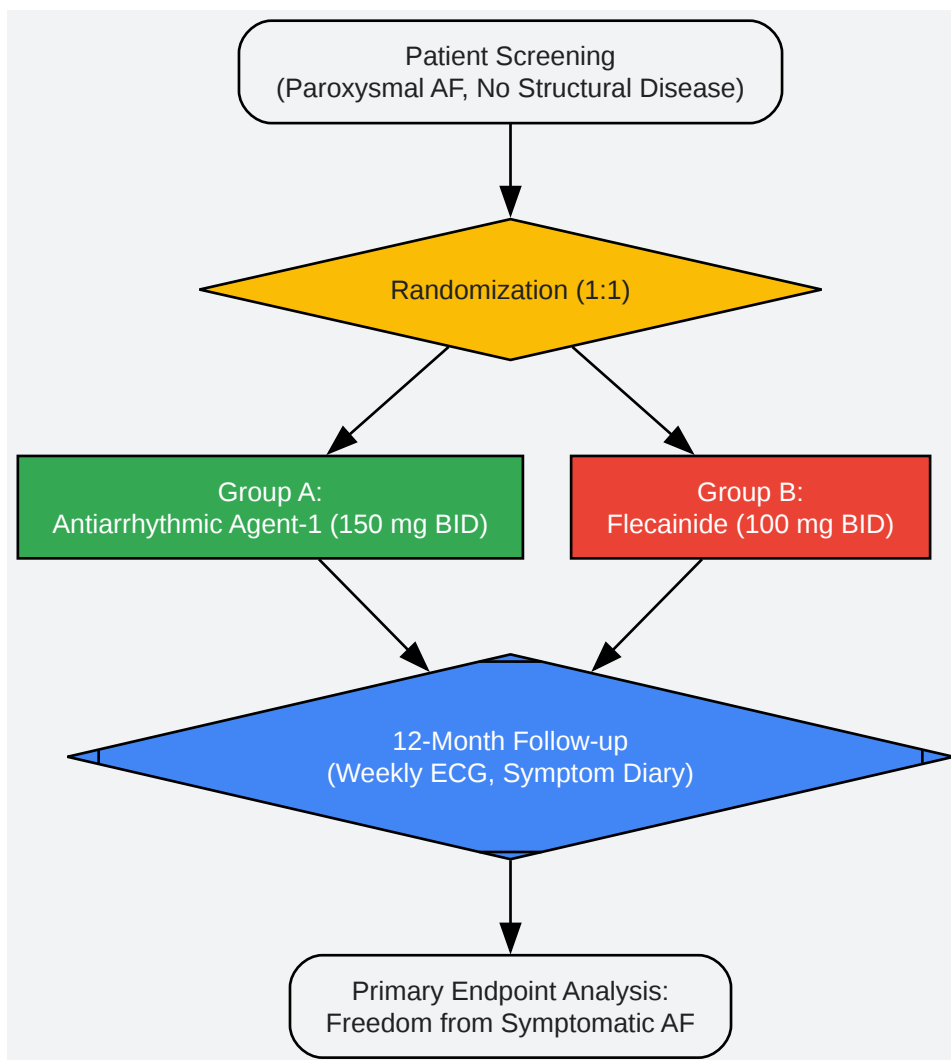 Patient Screening
(Paroxysmal AF, No Structural Disease)
Randomization (1:1)
Group A:
Antiarrhythmic Agent-1 (150 mg BID)
Group B:
Flecainide (100 mg BID)
12-Month Follow-up
(Weekly ECG, Symptom Diary)
Primary Endpoint Analysis:
Freedom from Symptomatic AF